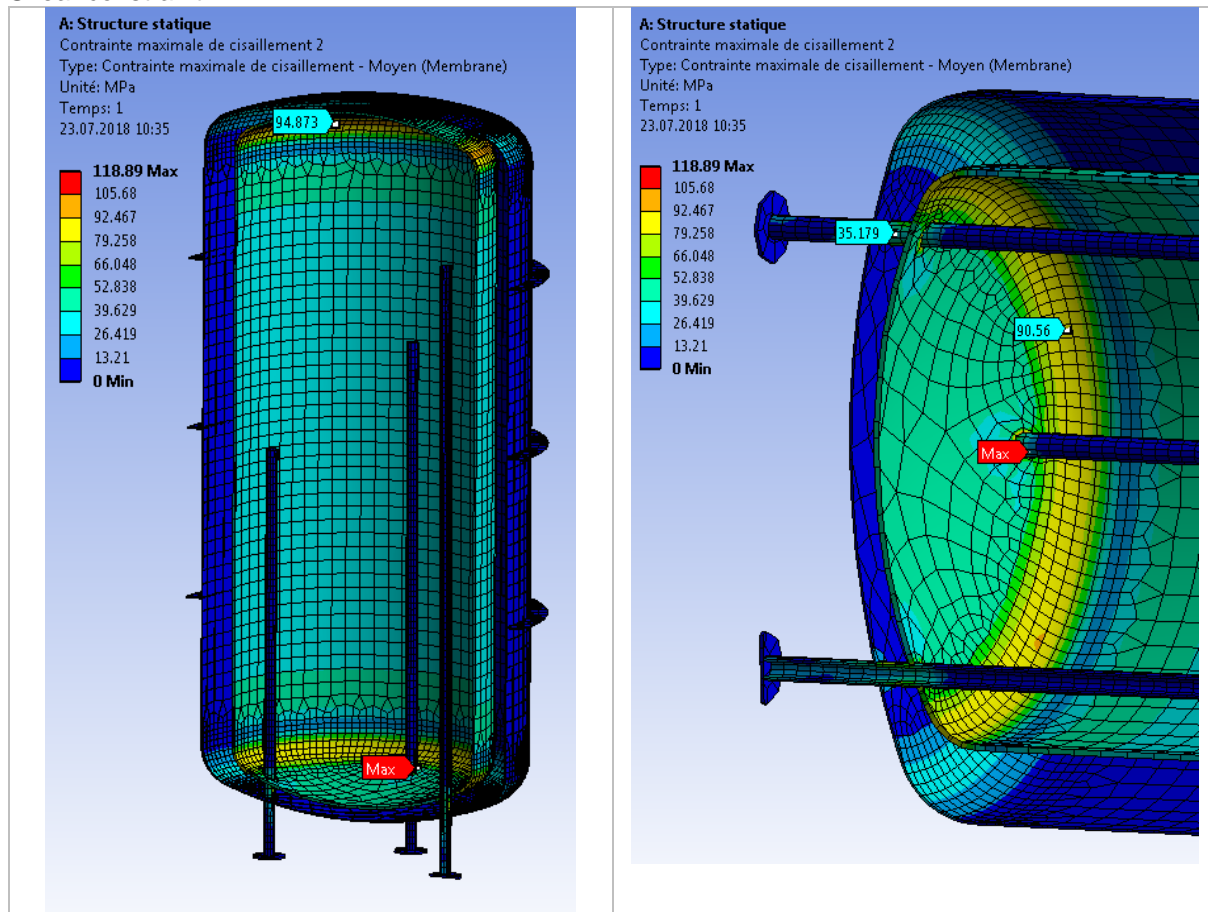 A: Structure statique
Contrainte maximale de cisaillement 2
Type: Contrainte maximale de cisaillement - Moyen (Membrane)
Unité: MPa
Temps: 1
23.07.2018 10:35
94.873
118.89 Max
105.68
92.467
79.258
66.048
52.838
39.629
26.419
13.21
0 Min
Max
A: Structure statique
Contrainte maximale de cisaillement 2
Type: Contrainte maximale de cisaillement - Moyen (Membrane)
Unité: MPa
Temps: 1
23.07.2018 10:35
118.89 Max
105.68
92.467
79.258
66.048
52.838
39.629
26.419
13.21
0 Min
35.179
90.56
Max